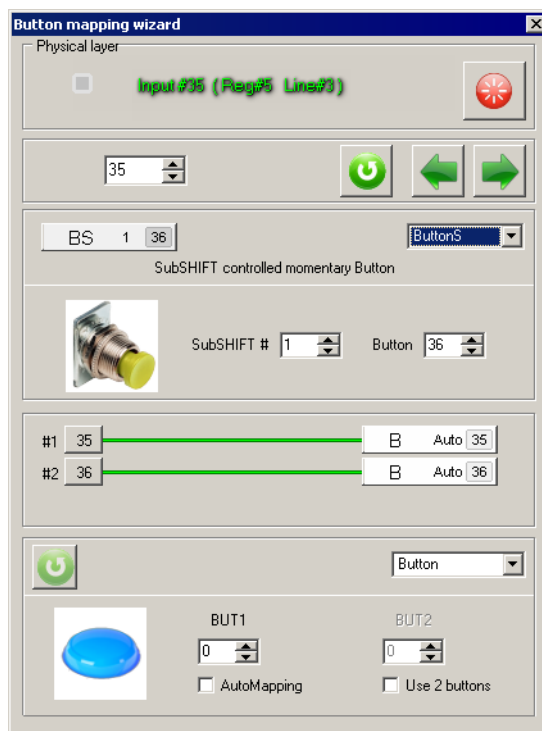 Button mapping wizard
Physical layer
Input#35 (Reg#5 Line#3)
35
BS 1 36 ButtonS
SubSHIFT controlled momentary Button
SubSHIFT # 1 Button 36
#1 35 B Auto 35
#2 36 B Auto 36
Button
BUT1 BUT2
0 0
AutoMapping Use 2 buttons